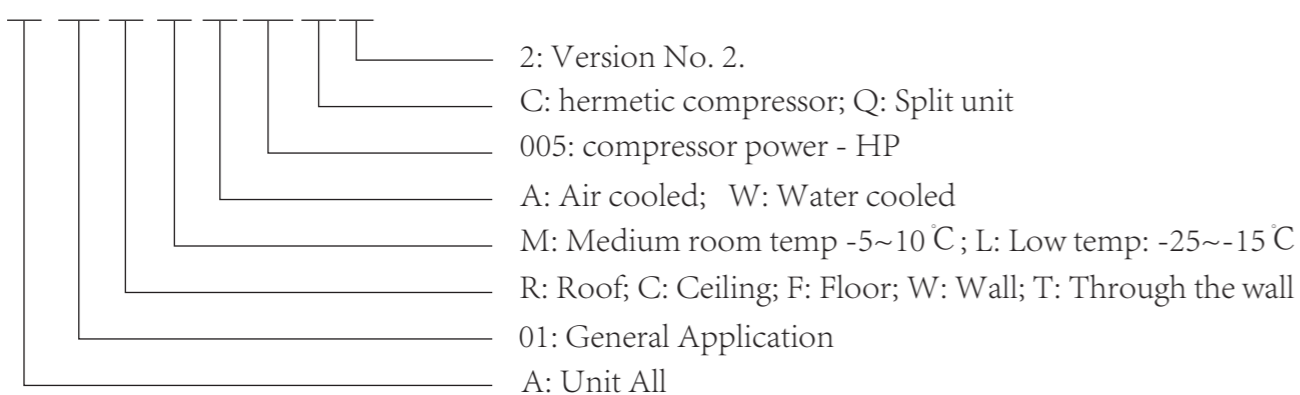 2: Version No. 2.
C: hermetic compressor; Q: Split unit
005: compressor power - HP
A: Air cooled;   W: Water cooled
M: Medium room temp -5~10℃; L: Low temp: -25~-15℃
R: Roof; C: Ceiling; F: Floor; W: Wall; T: Through the wall
01: General Application
A: Unit All